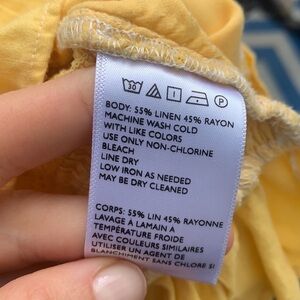 30 P
BODY: 55% LINEN 45% RAYON
MACHINE WASH COLD
WITH LIKE COLORS
USE ONLY NON-CHLORINE
BLEACH
LINE DRY
LOW IRON AS NEEDED
MAY BE DRY CLEANED
CORPS: 55% LIN 45% RAYONNE
LAVAGE À LAMAIN À
TEMPÉRATURE FROIDE
AVEC COULEURS SIMILAIRES
UTILISER UN AGENT DE
BLANCHIMENT SANS CHLORE SI